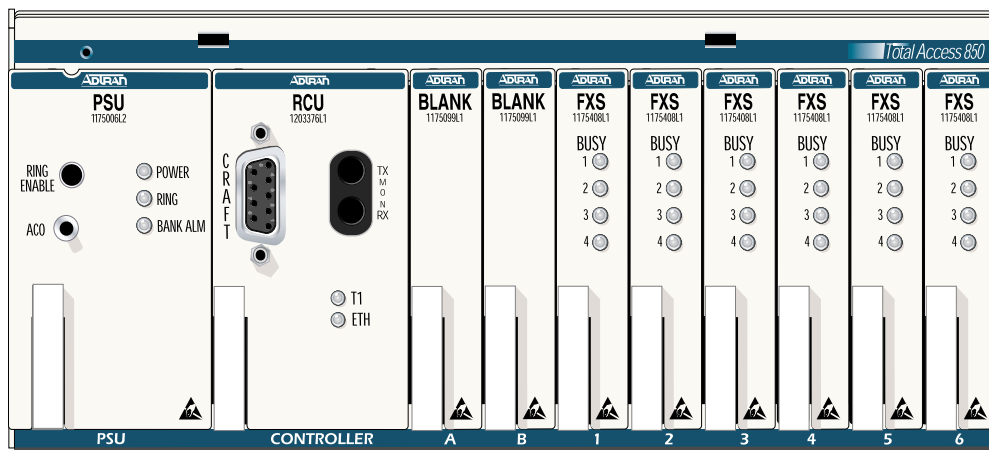 Total Access 850
ADTRAN ADTRAN ADTRAN ADTRAN ADTRAN ADTRAN ADTRAN ADTRAN ADTRAN ADTRAN
PSU RCU BLANK BLANK FXS FXS FXS FXS FXS FXS
1175006L2 1203376L1 1175099L1 1175099L1 1175408L1 1175408L1 1175408L1 1175408L1 1175408L1 1175408L1
BUSY BUSY BUSY BUSY BUSY BUSY
1 1 1 1 1 1
2 2 2 2 2 2
3 3 3 3 3 3
4 4 4 4 4 4
RING
ENABLE
POWER
RING
ACO
BANK ALM
CRAFT
TX
MON
RX
T1
ETH
PSU CONTROLLER A B 1 2 3 4 5 6